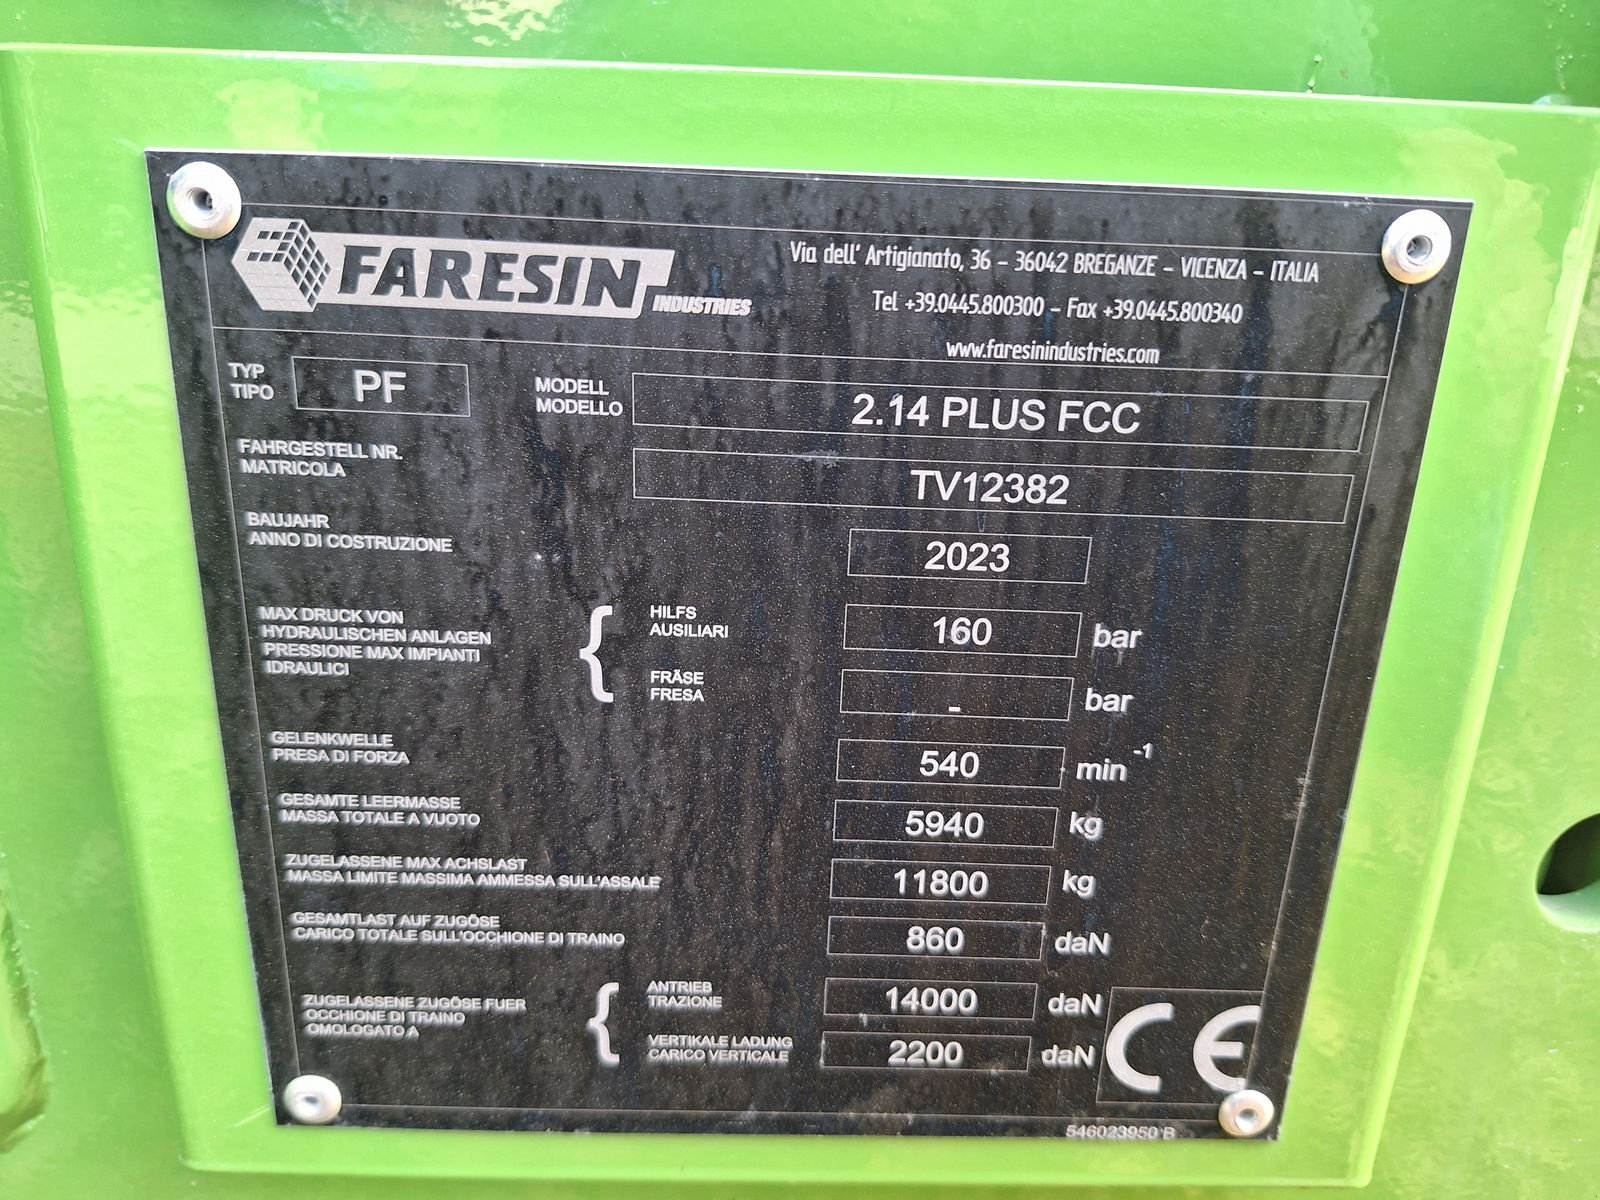 FARESIN INDUSTRIES
Via dell' Artigianato, 36 - 36042 BREGANZE - VICENZA - ITALIA
Tel +39.0445.800300 - Fax +39.0445.800340
www.faresinindustries.com
TYP
TIPO
PF
MODELL
MODELLO
2.14 PLUS FCC
FAHRGESTELL NR.
MATRICOLA
TV12382
BAUJAHR
ANNO DI COSTRUZIONE
2023
MAX DRUCK VON
HYDRAULISCHEN ANLAGEN
PRESSIONE MAX IMPIANTI
IDRAULICI
{
HILFS
AUSILIARI
160 bar
FRÄSE
FRESA
- bar
GELENKWELLE
PRESA DI FORZA
540 min-1
GESAMTE LEERMASSE
MASSA TOTALE A VUOTO
5940 kg
ZUGELASSENE MAX ACHSLAST
MASSA LIMITE MASSIMA AMMESSA SULL'ASSALE
11800 kg
GESAMTLAST AUF ZUGÖSE
CARICO TOTALE SULL'OCCHIONE DI TRAINO
860 daN
ZUGELASSENE ZUGÖSE FUER
OCCHIONE DI TRAINO
OMOLOGATO A
{
ANTRIEB
TRAZIONE
14000 daN
VERTIKALE LADUNG
CARICO VERTICALE
2200 daN
CE
546023950 B